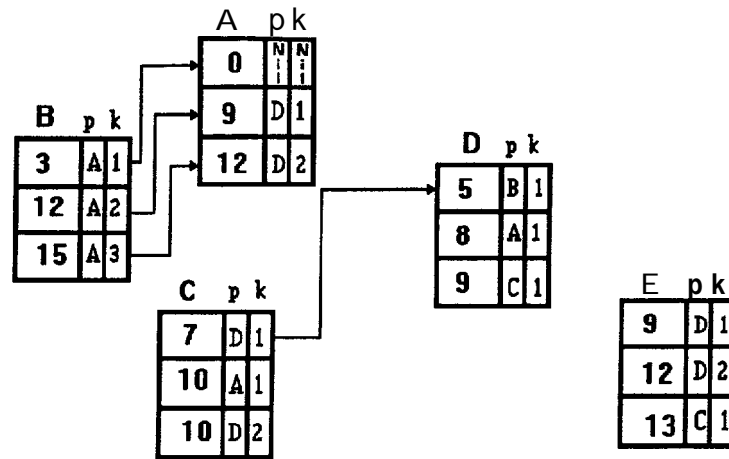 A p k
0 Nil Nil
9 D 1
12 D 2
B p k
3 A 1
12 A 2
15 A 3
D p k
5 B 1
8 A 1
9 C 1
C p k
7 D 1
10 A 1
10 D 2
E p k
9 D 1
12 D 2
13 C 1